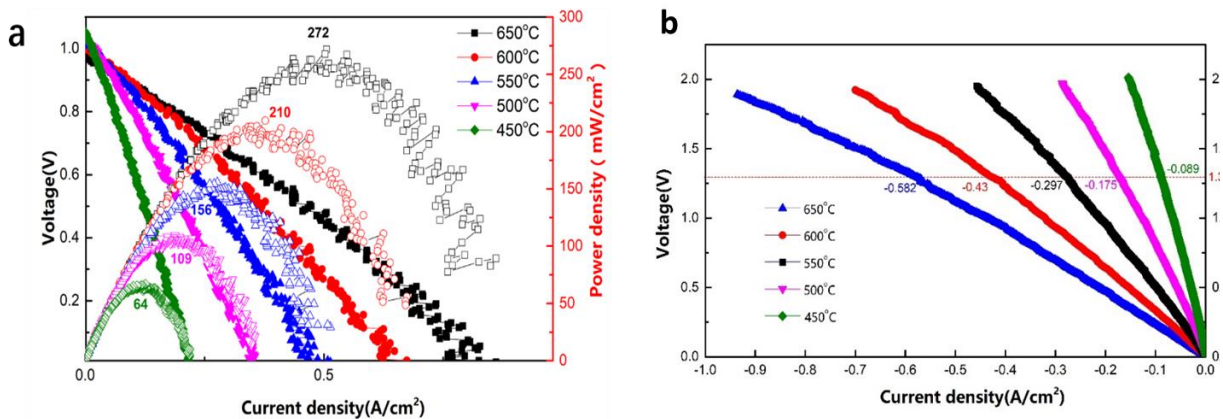 a
272
210
156
109
64
650°C
600°C
550°C
500°C
450°C
Voltage(V)
1.0
0.8
0.6
0.4
0.2
0.0
0.5
Current density(A/cm²)
300
250
200
150
100
50
0
Power density ( mW/cm²)
b
Voltage(V)
2.0
1.5
1.0
0.5
0.0
-0.582
-0.43
-0.297
-0.175
-0.089
650°C
600°C
550°C
500°C
450°C
-1.0
-0.9
-0.8
-0.7
-0.6
-0.5
-0.4
-0.3
-0.2
-0.1
0.0
Current density(A/cm²)